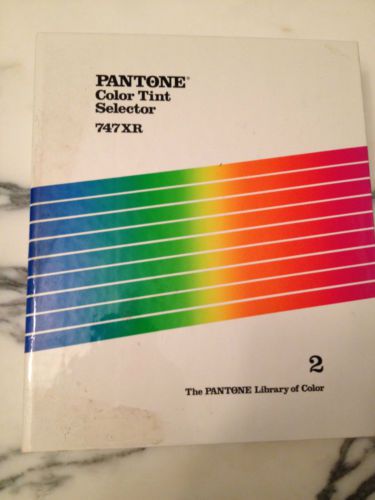 PANTONE®
Color Tint
Selector
747XR
2
The PANTONE Library of Color